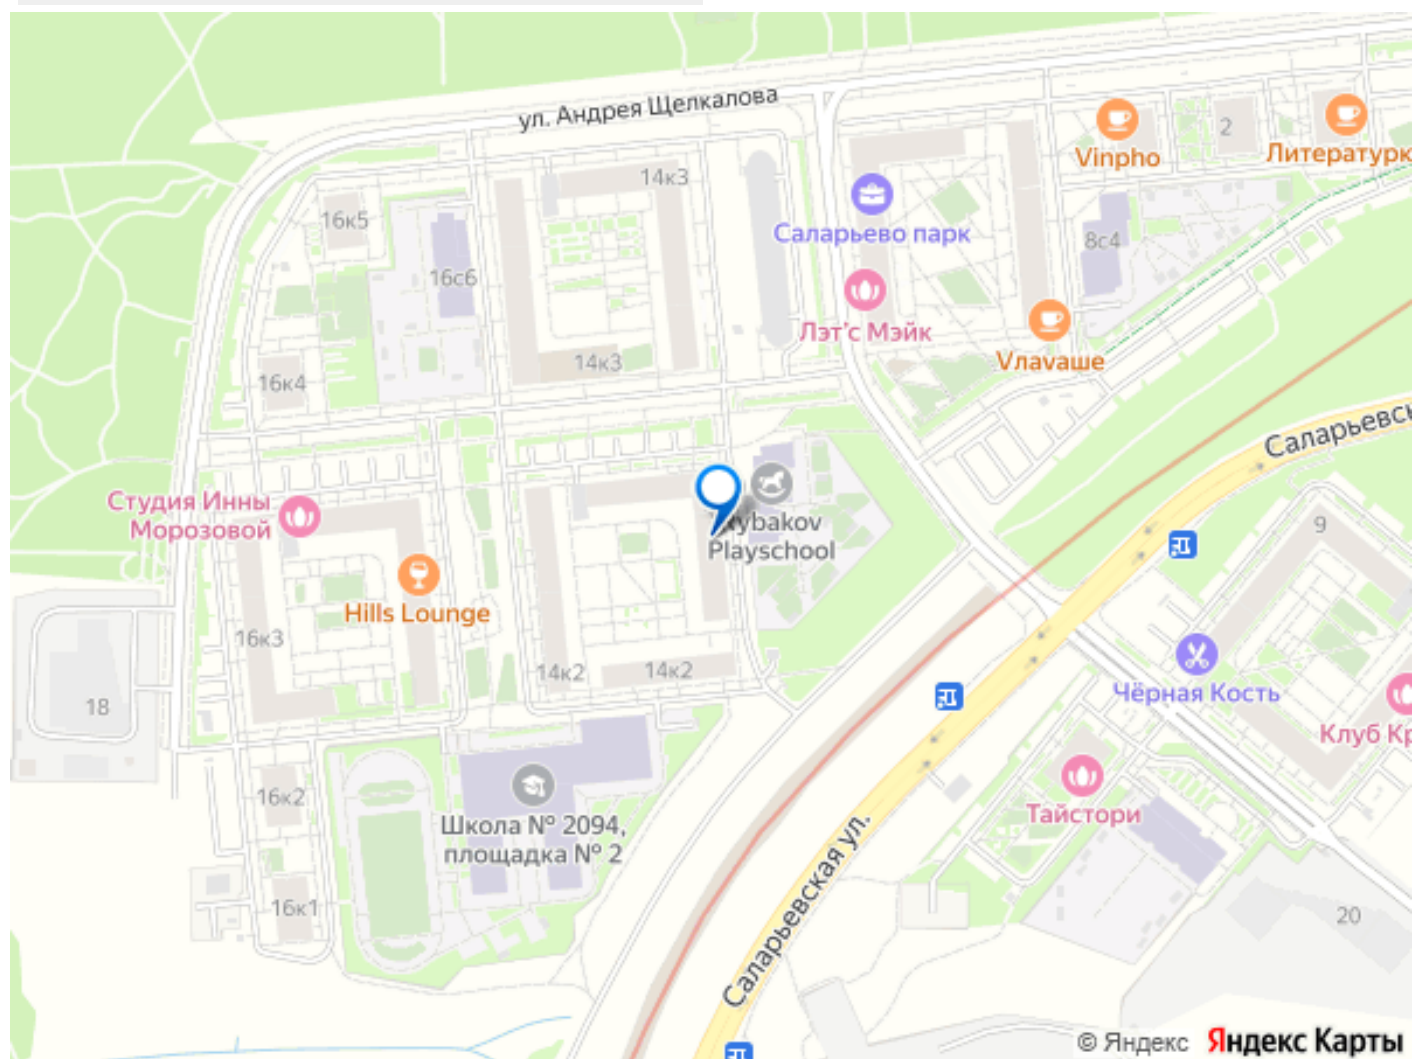 ул. Андрея Щелкалова
Vinpho
2
Литературк
14к3
16к5
Саларьево парк
8с4
16с6
Лэт'с Мэйк
Vлаvаше
14к3
16к4
Саларьевск
Студия Инны
Морозовой
Rybakov
Playschool
9
Hills Lounge
16к3
14к2
14к2
Чёрная Кость
18
Клуб Кр
16к2
Школа № 2094,
площадка № 2
Тайстори
Саларьевская ул.
16к1
20
© Яндекс Яндекс Карты